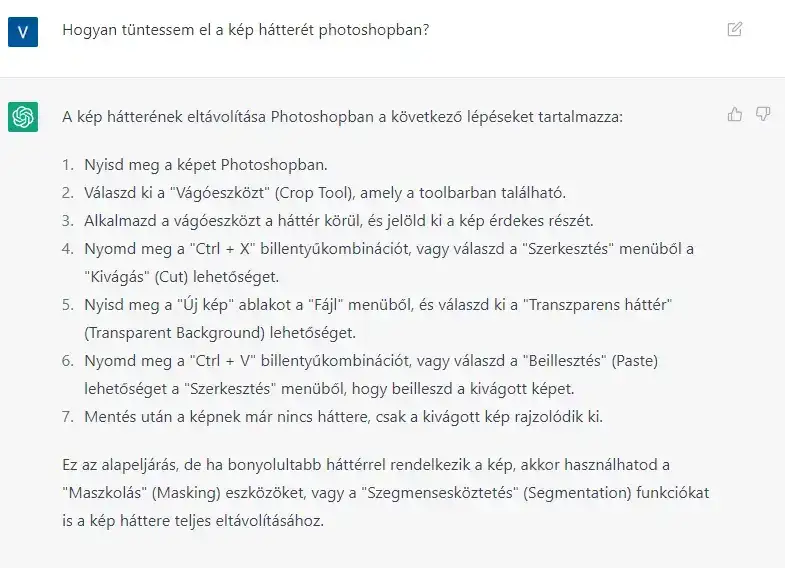 V
Hogyan tüntessem el a kép hátterét photoshopban?
A kép hátterének eltávolítása Photoshopban a következő lépéseket tartalmazza:
1. Nyisd meg a képet Photoshopban.
2. Válaszd ki a "Vágóeszközt" (Crop Tool), amely a toolbarban található.
3. Alkalmazd a vágóeszközt a háttér körül, és jelöld ki a kép érdekes részét.
4. Nyomd meg a "Ctrl + X" billentyűkombinációt, vagy válaszd a "Szerkesztés" menüből a
"Kivágás" (Cut) lehetőséget.
5. Nyisd meg a "Új kép" ablakot a "Fájl" menüből, és válaszd ki a "Transzparens háttér"
(Transparent Background) lehetőséget.
6. Nyomd meg a "Ctrl + V" billentyűkombinációt, vagy válaszd a "Beillesztés" (Paste)
lehetőséget a "Szerkesztés" menüből, hogy beilleszd a kivágott képet.
7. Mentés után a képnek már nincs háttere, csak a kivágott kép rajzolódik ki.
Ez az alapeljárás, de ha bonyolultabb háttérrel rendelkezik a kép, akkor használhatod a
"Maszkolás" (Masking) eszközöket, vagy a "Szegmensesköztetés" (Segmentation) funkciókat
is a kép háttere teljes eltávolításához.